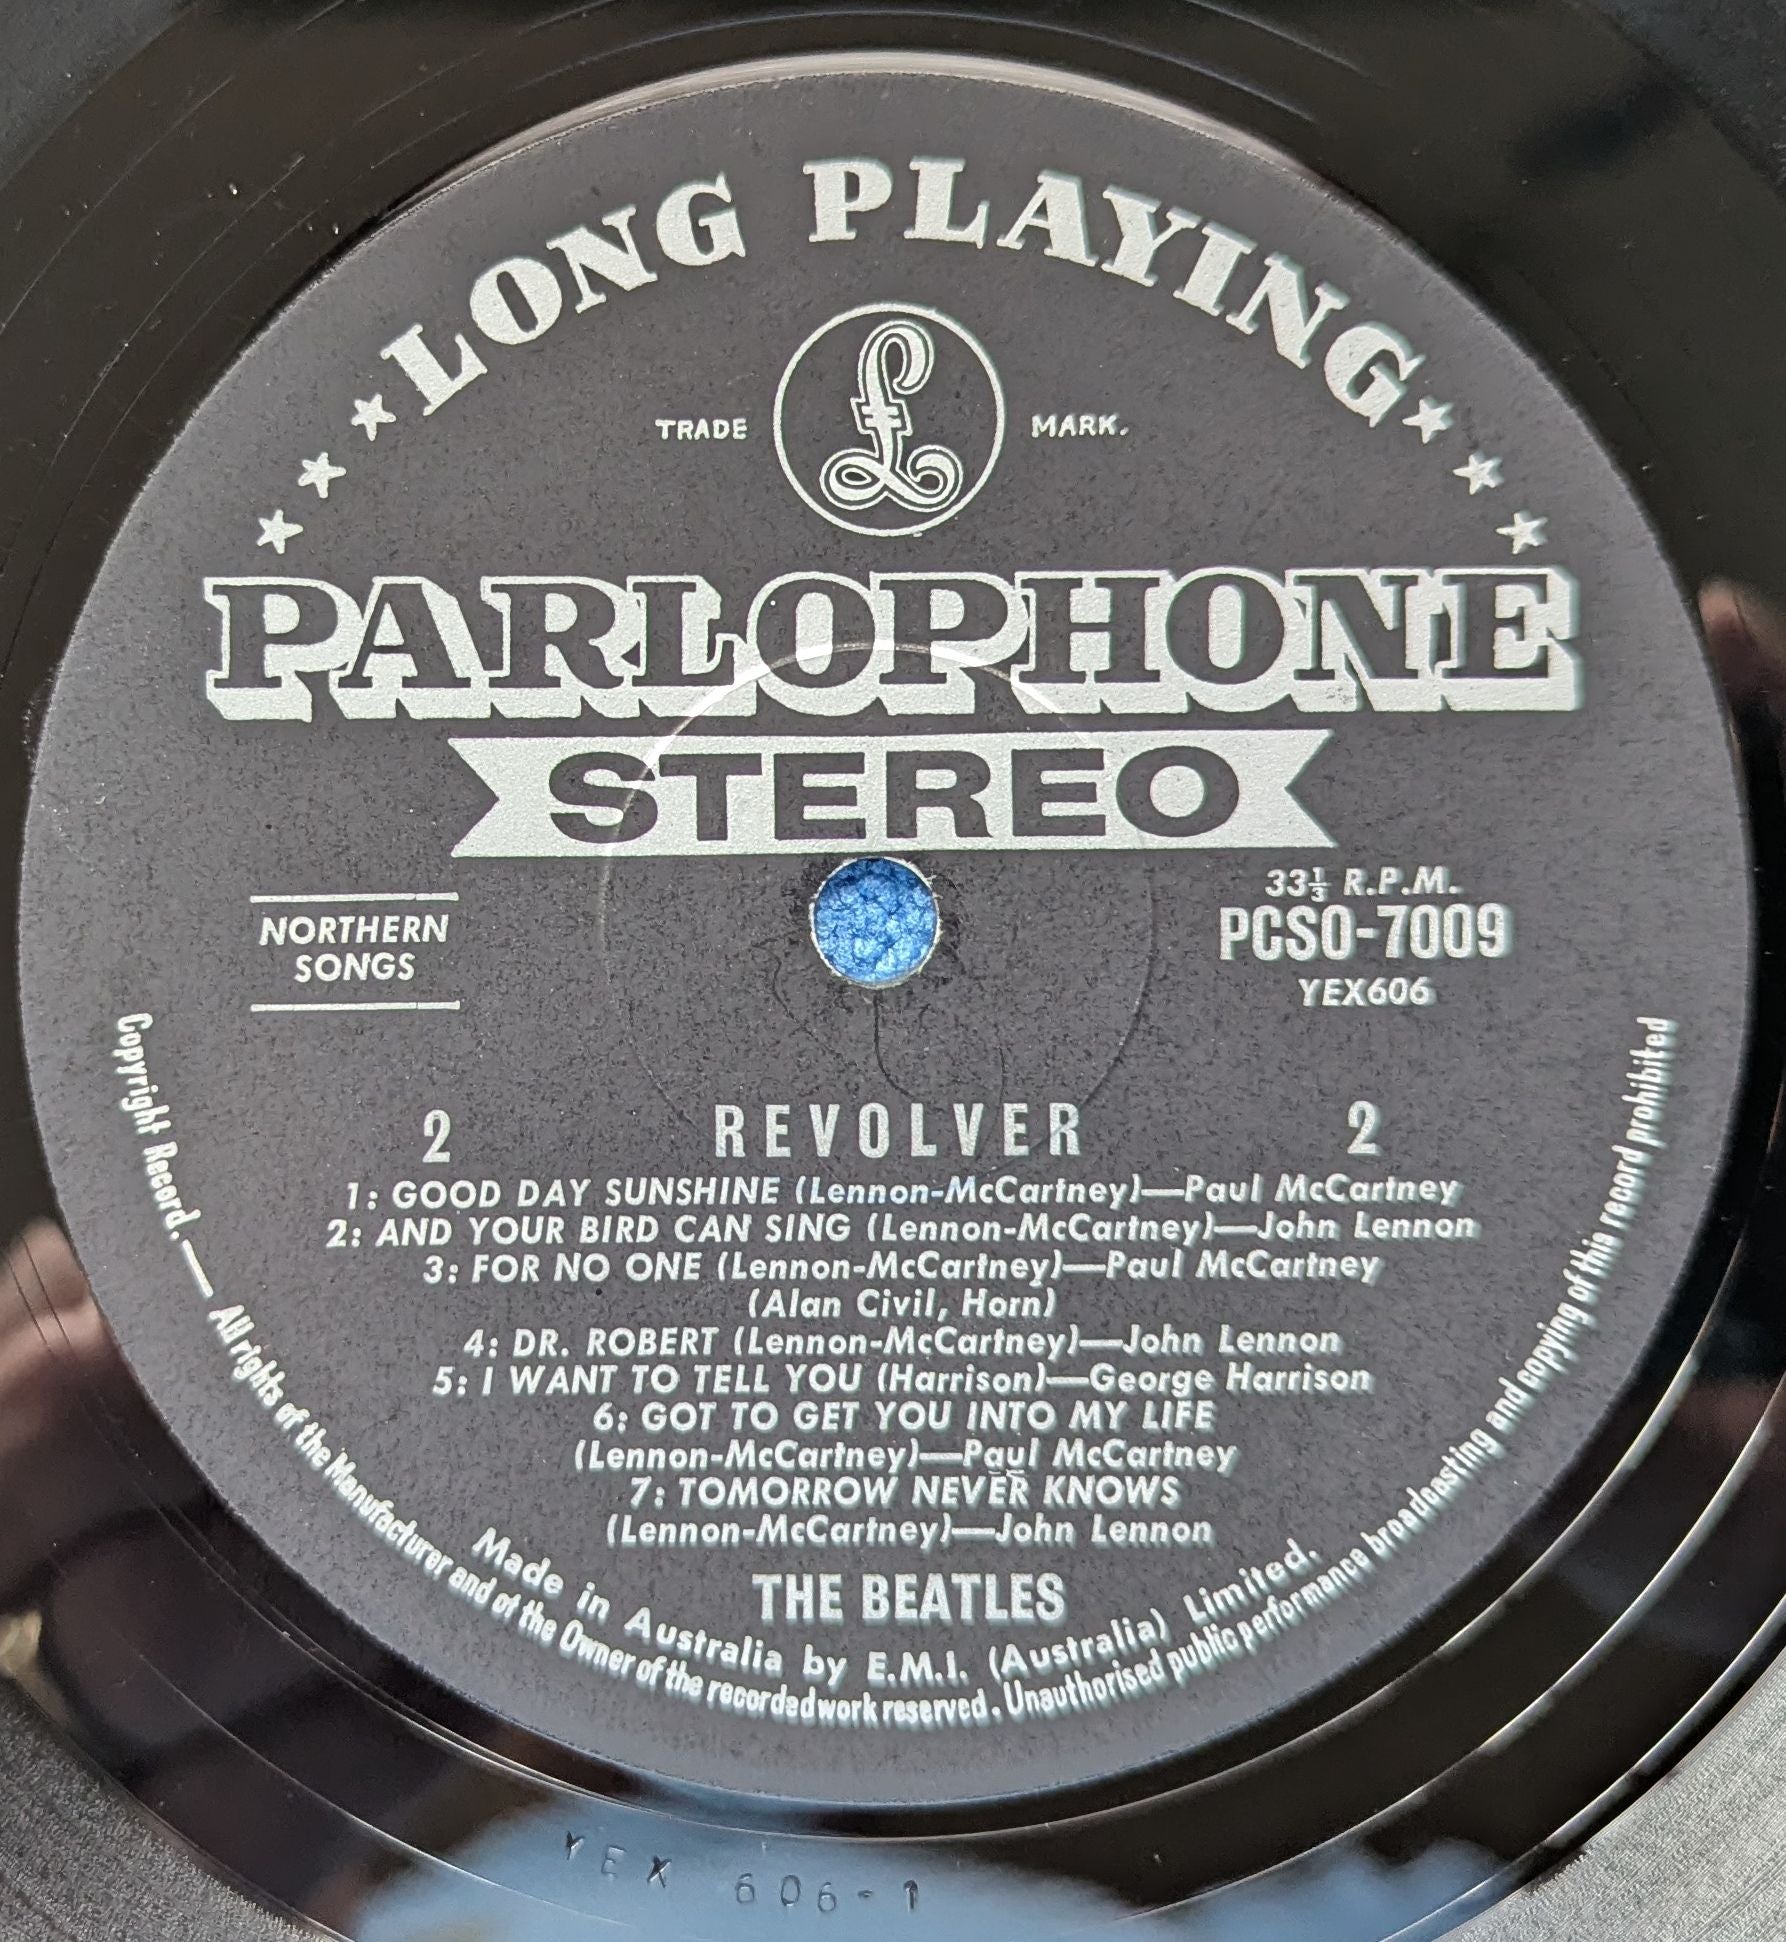 LONG PLAYING
TRADE MARK.
£
PARLOPHONE
STEREO
NORTHERN
SONGS
33⅓ R.P.M.
PCSO-7009
YEX606
2 REVOLVER 2
1: GOOD DAY SUNSHINE (Lennon-McCartney)—Paul McCartney
2: AND YOUR BIRD CAN SING (Lennon-McCartney)—John Lennon
3: FOR NO ONE (Lennon-McCartney)—Paul McCartney
(Alan Civil, Horn)
4: DR. ROBERT (Lennon-McCartney)—John Lennon
5: I WANT TO TELL YOU (Harrison)—George Harrison
6: GOT TO GET YOU INTO MY LIFE
(Lennon-McCartney)—Paul McCartney
7: TOMORROW NEVER KNOWS
(Lennon-McCartney)—John Lennon
THE BEATLES
Made in Australia by E.M.I. (Australia) Limited.
Copyright Record.— All rights of the Manufacturer and of the Owner of the recorded work reserved. Unauthorised public performance broadcasting and copying of this record prohibited
YEX 606-1